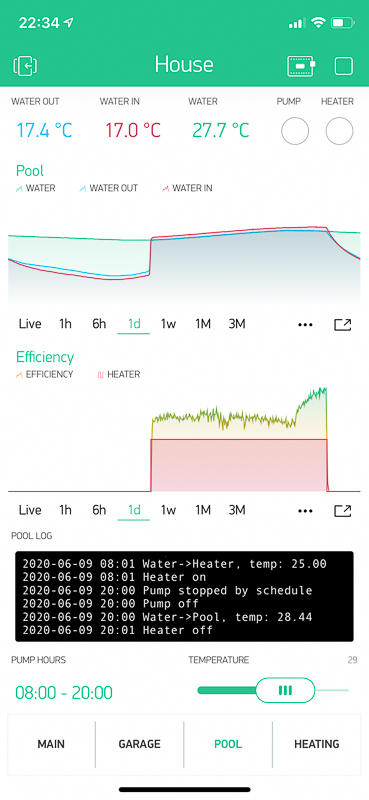 22:34
House
WATER OUT WATER IN WATER PUMP HEATER
17.4 °C 17.0 °C 27.7 °C
Pool
WATER WATER OUT WATER IN
Live 1h 6h 1d 1w 1M 3M
Efficiency
EFFICIENCY HEATER
Live 1h 6h 1d 1w 1M 3M
POOL LOG
2020-06-09 08:01 Water->Heater, temp: 25.00
2020-06-09 08:01 Heater on
2020-06-09 20:00 Pump stopped by schedule
2020-06-09 20:00 Pump off
2020-06-09 20:00 Water->Pool, temp: 28.44
2020-06-09 20:01 Heater off
PUMP HOURS TEMPERATURE 29
08:00 - 20:00
MAIN GARAGE POOL HEATING